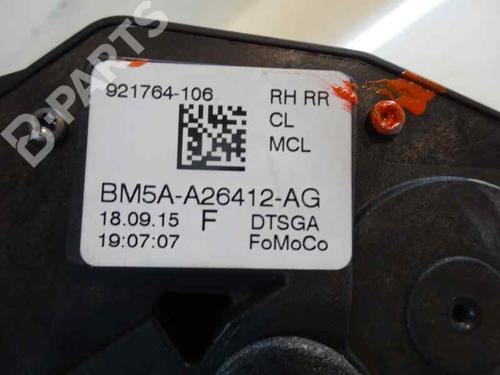 B-PARTS
921764-106 RH RR
CL
MCL
BM5A-A26412-AG
18.09.15 F DTSGA
19:07:07 FoMoCo